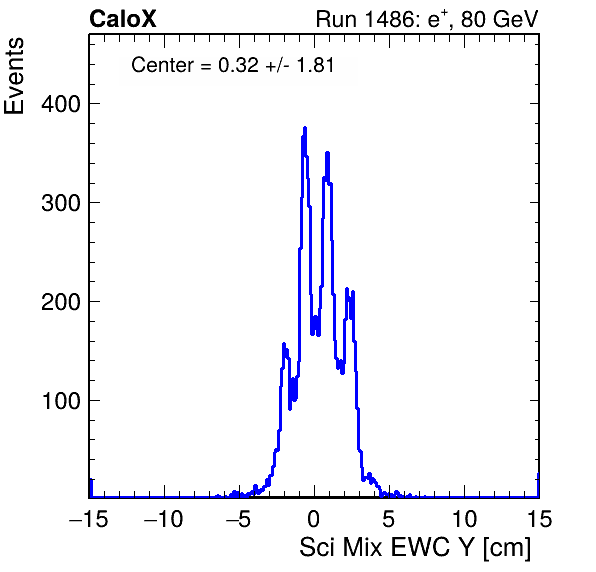 CaloX Run 1486: e⁺, 80 GeV
Center = 0.32 +/- 1.81
Events
400
300
200
100
−15 −10 −5 0 5 10 15
Sci Mix EWC Y [cm]